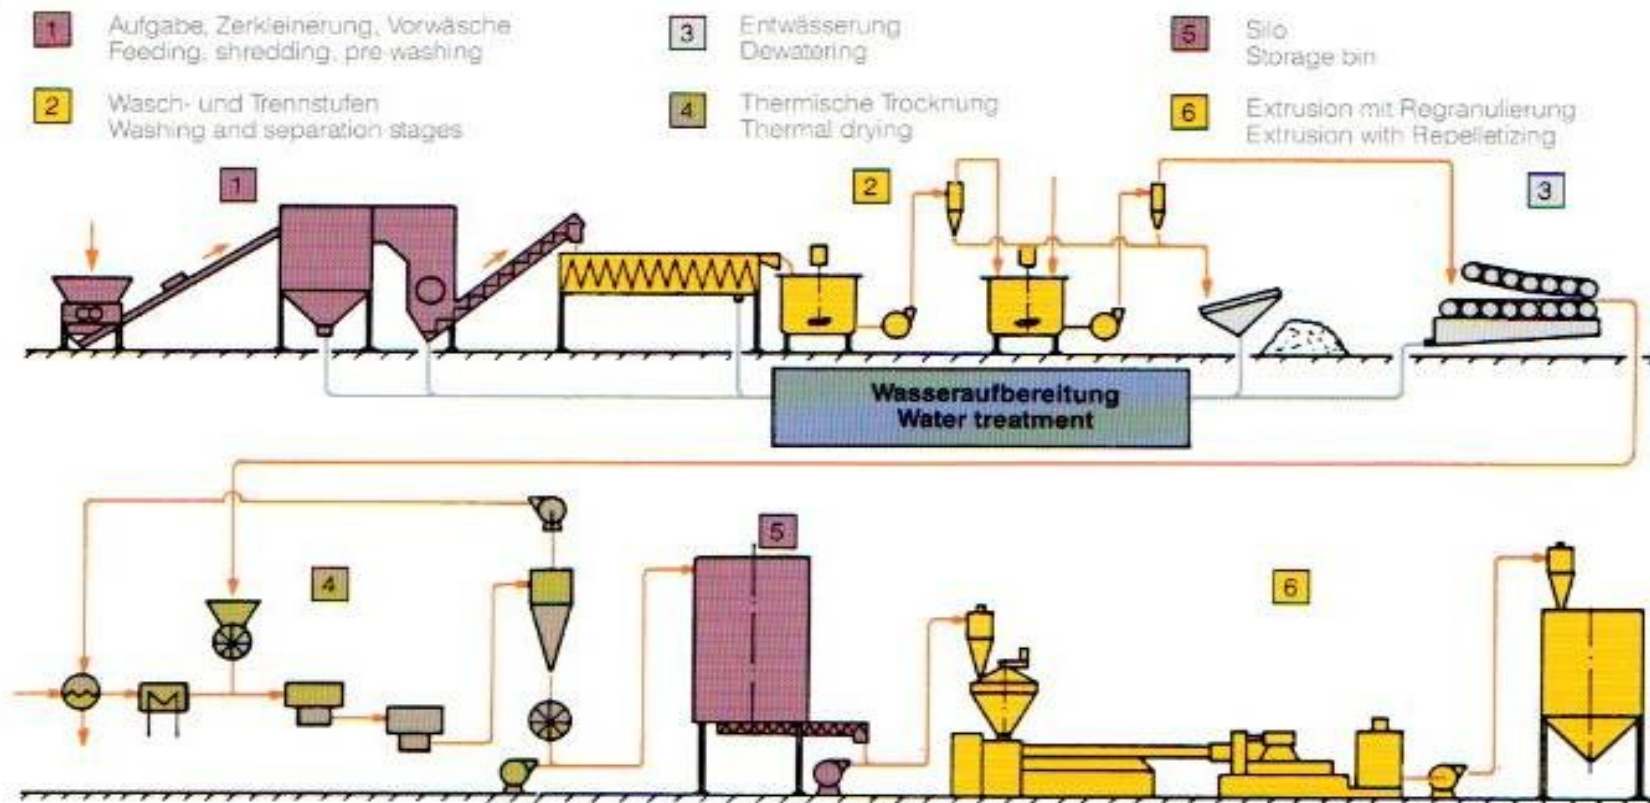 1 Aufgabe, Zerkleinerung, Vorwäsche
Feeding, shredding, pre-washing
2 Wasch- und Trennstufen
Washing and separation stages
3 Entwässerung
Dewatering
4 Thermische Trocknung
Thermal drying
5 Silo
Storage bin
6 Extrusion mit Regranulierung
Extrusion with Repelletizing
1
2
3
Wasseraufbereitung
Water treatment
4
5
6